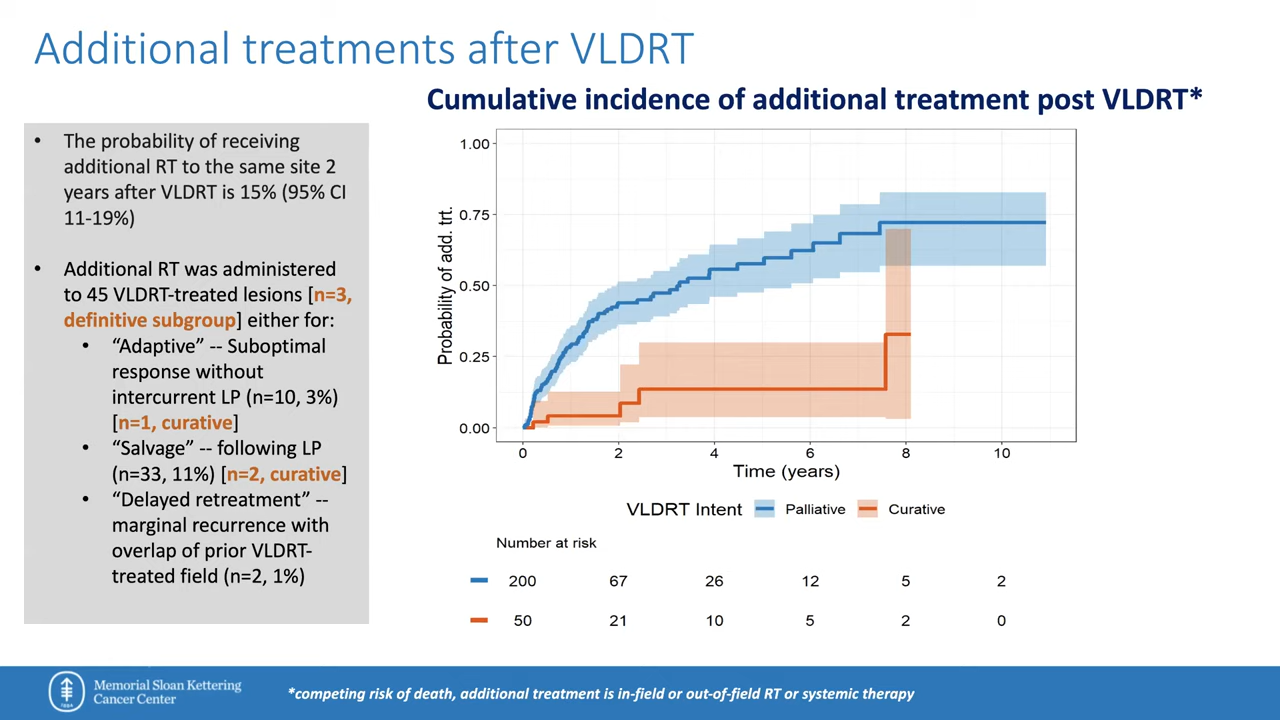 Additional treatments after VLDRT
Cumulative incidence of additional treatment post VLDRT*
• The probability of receiving
additional RT to the same site 2
years after VLDRT is 15% (95% CI
11-19%)
• Additional RT was administered
to 45 VLDRT-treated lesions [n=3,
definitive subgroup] either for:
• “Adaptive” -- Suboptimal
response without
intercurrent LP (n=10, 3%)
[n=1, curative]
• “Salvage” -- following LP
(n=33, 11%) [n=2, curative]
• “Delayed retreatment” --
marginal recurrence with
overlap of prior VLDRT-
treated field (n=2, 1%)
Probability of add. trt.
1.00
0.75
0.50
0.25
0.00
0 2 4 6 8 10
Time (years)
VLDRT Intent Palliative Curative
Number at risk
200 67 26 12 5 2
50 21 10 5 2 0
Memorial Sloan Kettering
Cancer Center
*competing risk of death, additional treatment is in-field or out-of-field RT or systemic therapy